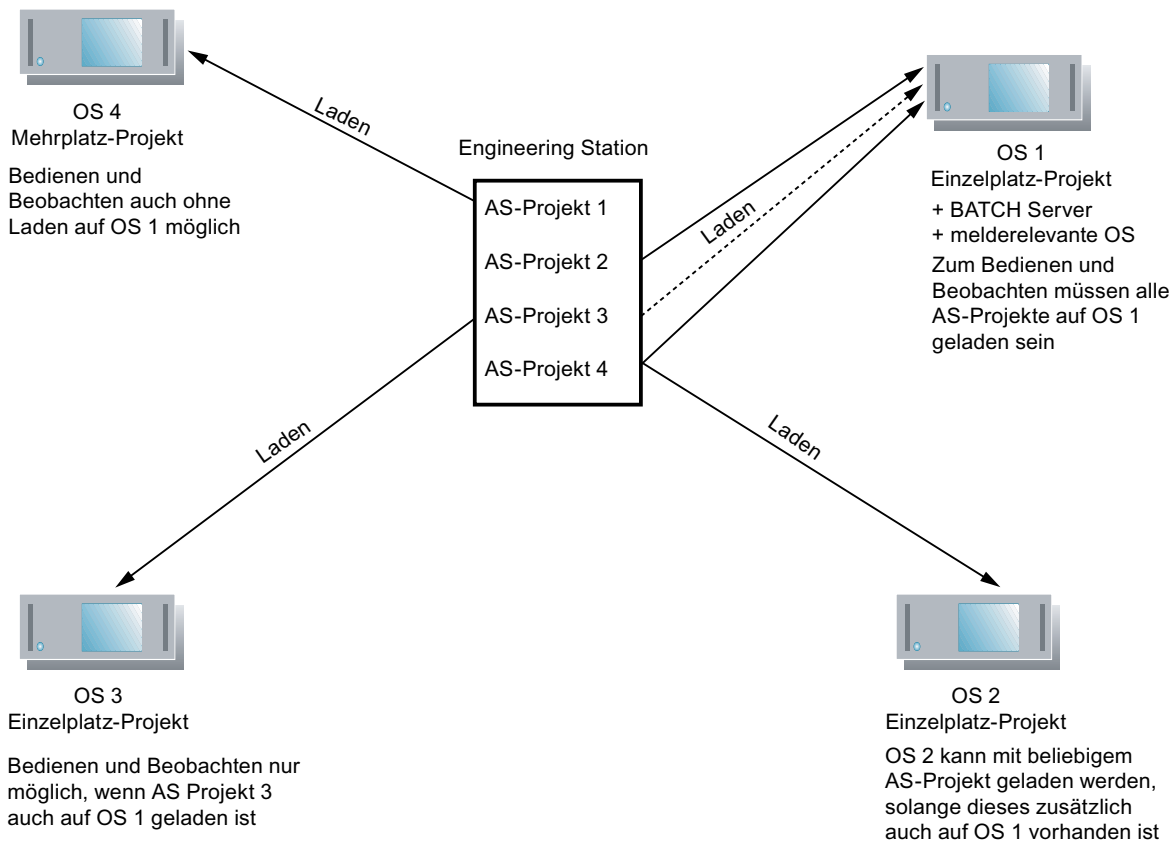 OS 4
Mehrplatz-Projekt
Bedienen und
Beobachten auch ohne
Laden auf OS 1 möglich
Laden
Engineering Station
AS-Projekt 1
AS-Projekt 2
AS-Projekt 3
AS-Projekt 4
Laden
OS 1
Einzelplatz-Projekt
+ BATCH Server
+ melderelevante OS
Zum Bedienen und
Beobachten müssen alle
AS-Projekte auf OS 1
geladen sein
Laden
Laden
OS 3
Einzelplatz-Projekt
Bedienen und Beobachten nur
möglich, wenn AS Projekt 3
auch auf OS 1 geladen ist
OS 2
Einzelplatz-Projekt
OS 2 kann mit beliebigem
AS-Projekt geladen werden,
solange dieses zusätzlich
auch auf OS 1 vorhanden ist